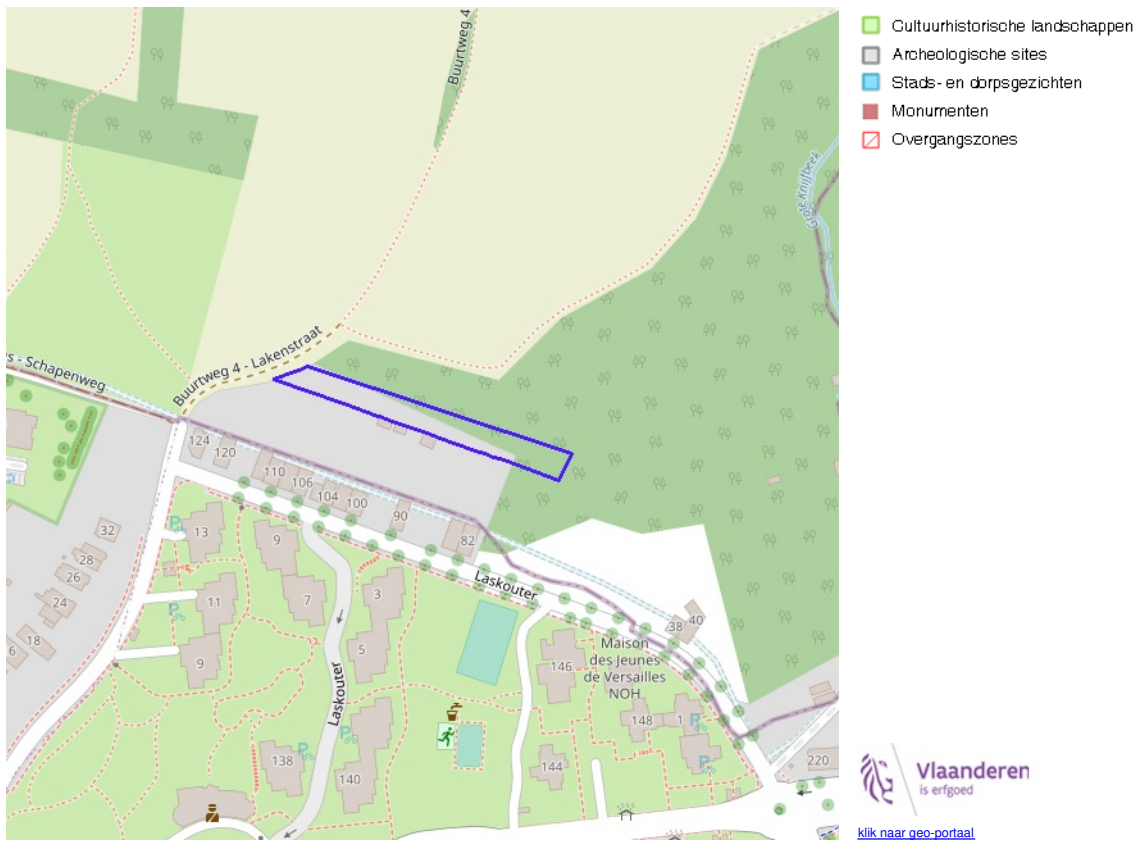 Buurtweg 4
Grote Knijfbeek
Buurtweg 4 - Lakenstraat
s - Schapenweg
124
120
110
106
104
100
90
82
32
28
26
24
18
6
13
11
9
9
7
3
5
Laskouter
Laskouter
38
40
Maison
des Jeunes
de Versailles
NOH
146
148
1
144
138
140
220
Cultuurhistorische landschappen
Archeologische sites
Stads- en dorpsgezichten
Monumenten
Overgangszones
Vlaanderen
is erfgoed
klik naar geo-portaal